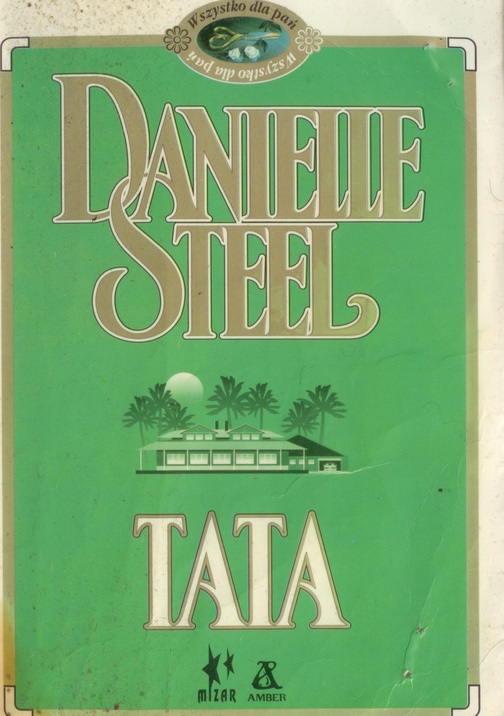 Wszystko dla pań
Wszystko dla pań
DANIELLE
STEEL
TATA
MIZAR
AMBER